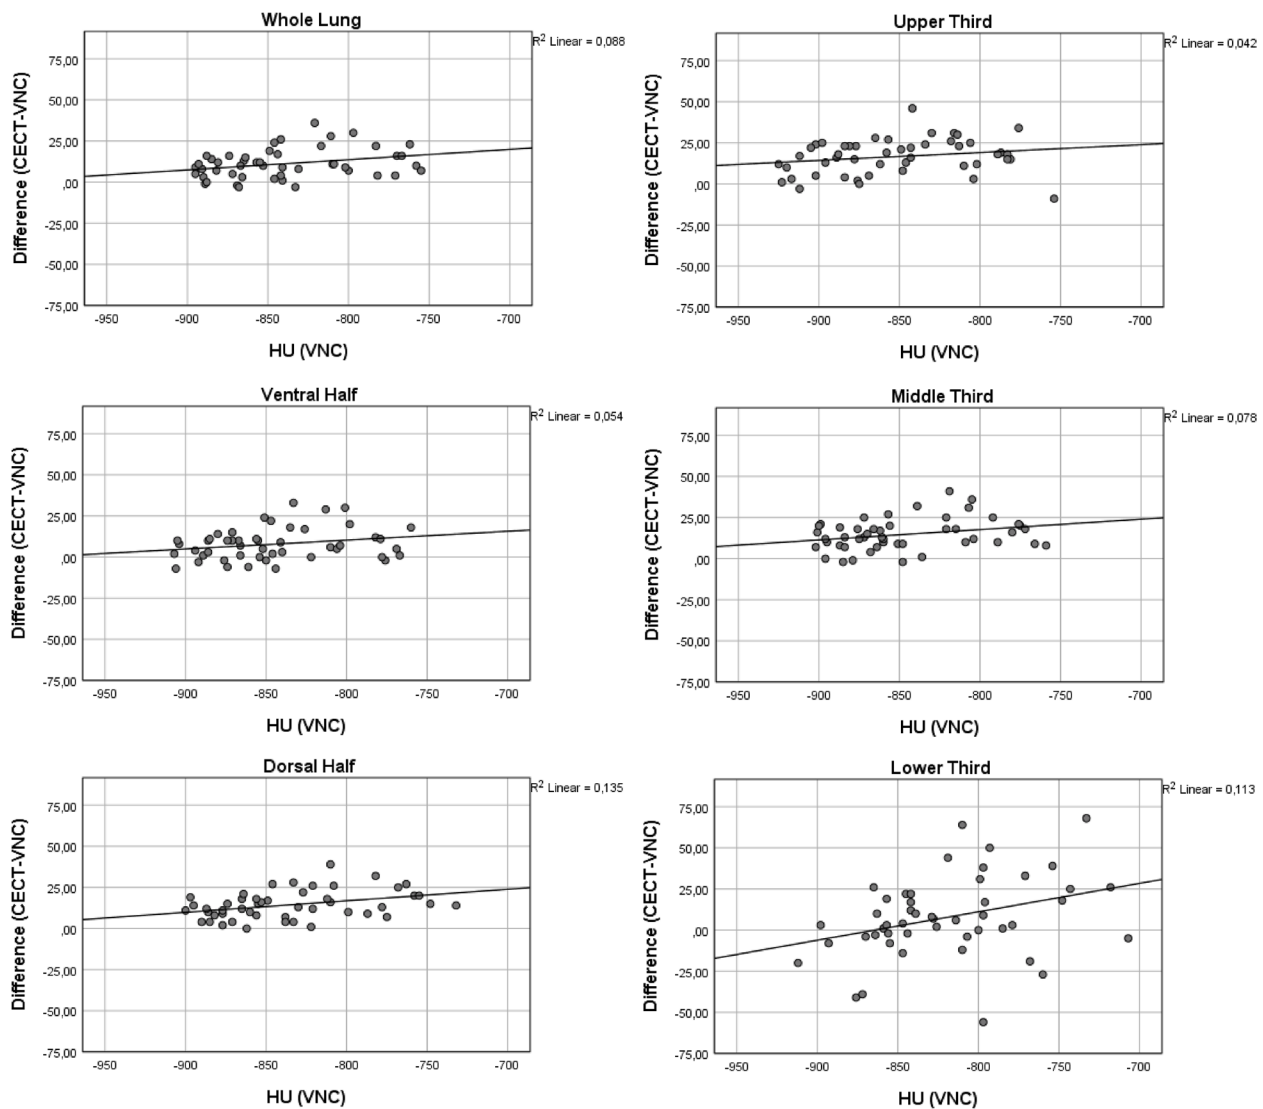 Whole Lung
R² Linear = 0,088
Difference (CECT-VNC)
75,00
50,00
25,00
,00
-25,00
-50,00
-75,00
-950 -900 -850 -800 -750 -700
HU (VNC)
Upper Third
R² Linear = 0,042
Difference (CECT-VNC)
75,00
50,00
25,00
,00
-25,00
-50,00
-75,00
-950 -900 -850 -800 -750 -700
HU (VNC)
Ventral Half
R² Linear = 0,054
Difference (CECT-VNC)
75,00
50,00
25,00
,00
-25,00
-50,00
-75,00
-950 -900 -850 -800 -750 -700
HU (VNC)
Middle Third
R² Linear = 0,078
Difference (CECT-VNC)
75,00
50,00
25,00
,00
-25,00
-50,00
-75,00
-950 -900 -850 -800 -750 -700
HU (VNC)
Dorsal Half
R² Linear = 0,135
Difference (CECT-VNC)
75,00
50,00
25,00
,00
-25,00
-50,00
-75,00
-950 -900 -850 -800 -750 -700
HU (VNC)
Lower Third
R² Linear = 0,113
Difference (CECT-VNC)
75,00
50,00
25,00
,00
-25,00
-50,00
-75,00
-950 -900 -850 -800 -750 -700
HU (VNC)